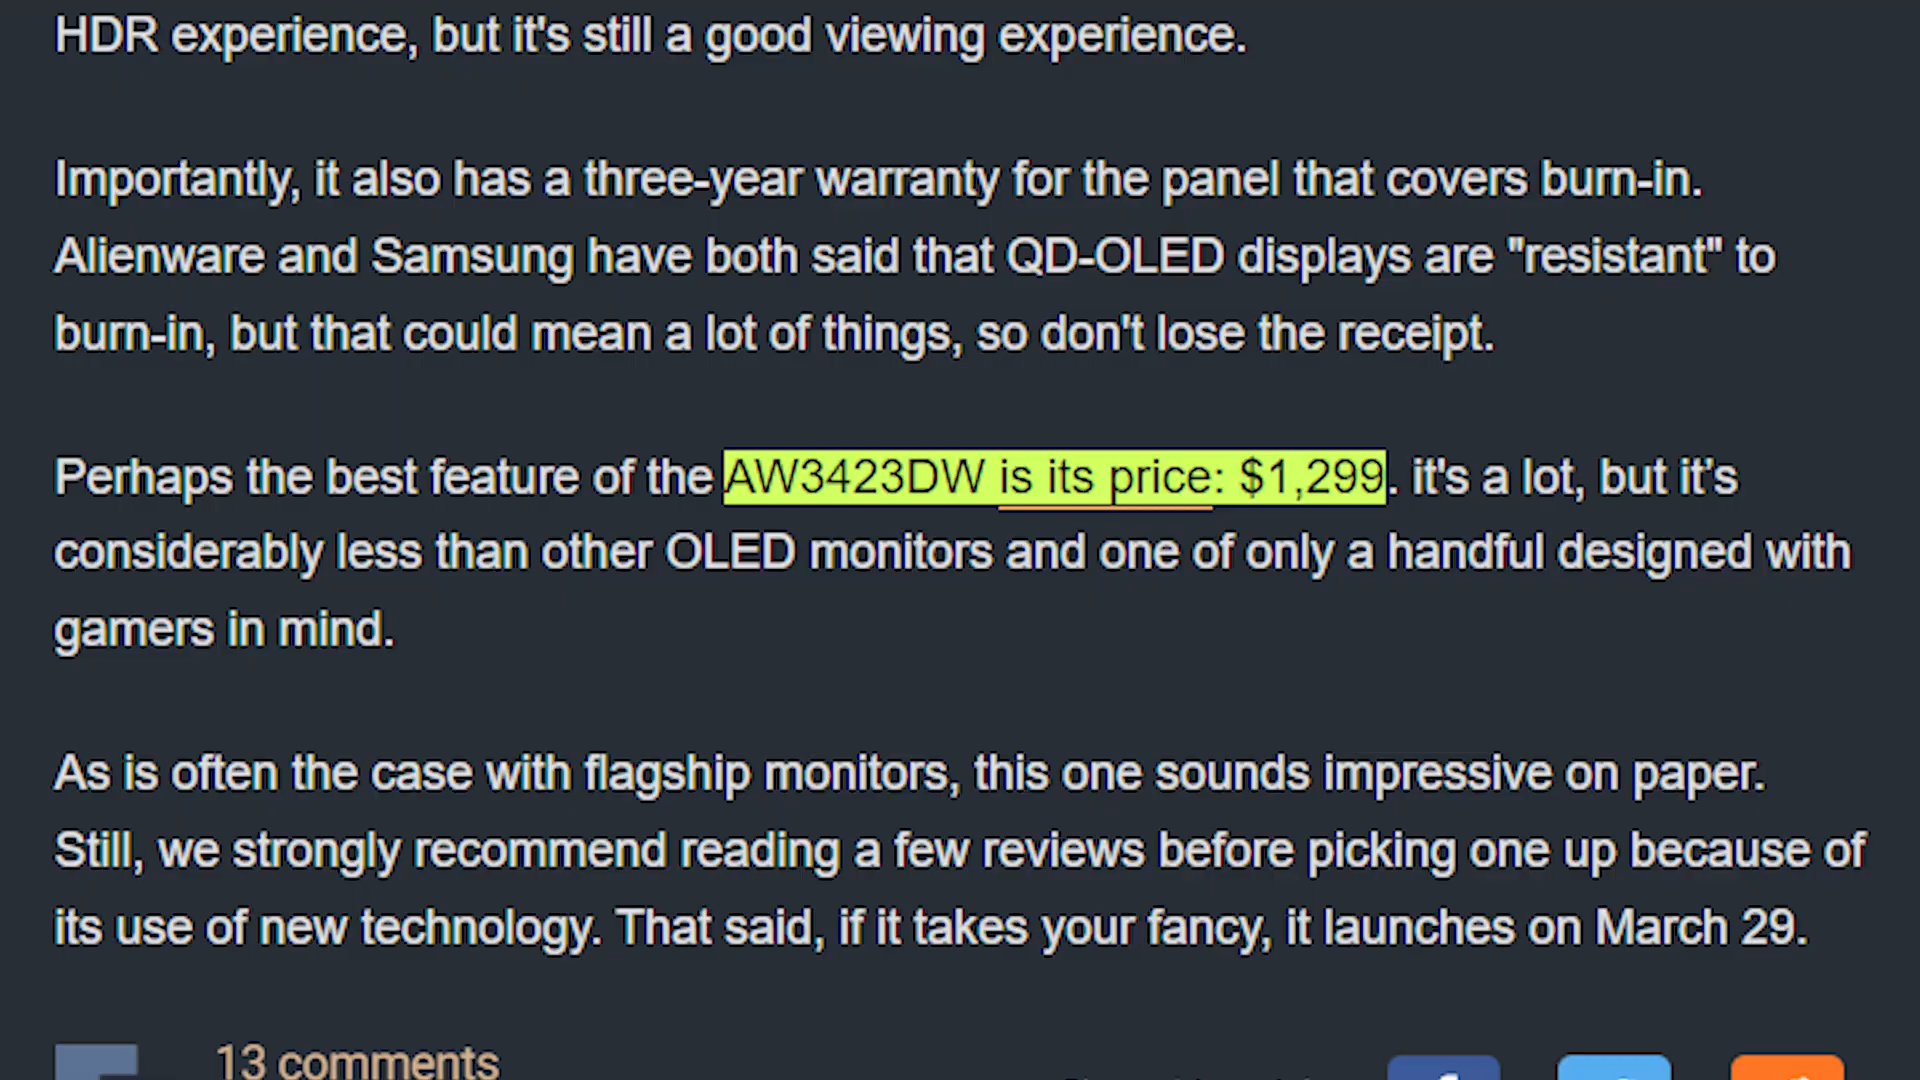 HDR experience, but it's still a good viewing experience.
Importantly, it also has a three-year warranty for the panel that covers burn-in.
Alienware and Samsung have both said that QD-OLED displays are "resistant" to
burn-in, but that could mean a lot of things, so don't lose the receipt.
Perhaps the best feature of the AW3423DW is its price: $1,299. it's a lot, but it’s
considerably less than other OLED monitors and one of only a handful designed with
gamers in mind.
As is often the case with flagship monitors, this one sounds impressive on paper.
Still, we strongly recommend reading a few reviews before picking one up because of
its use of new technology. That said, if it takes your fancy, it launches on March 29.
13 comments